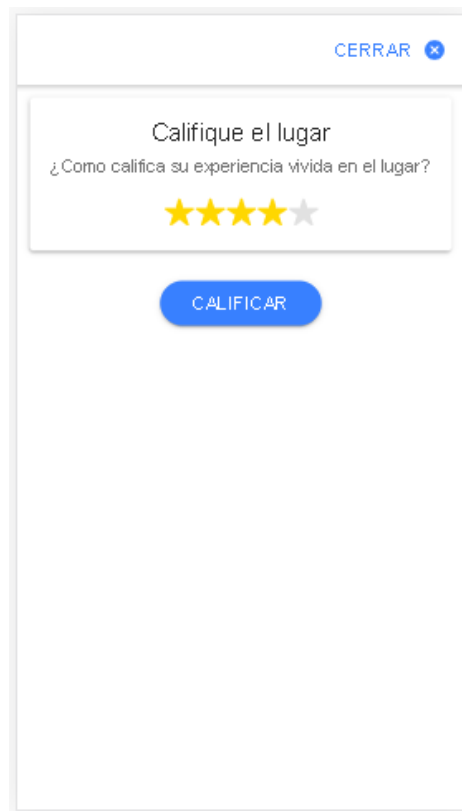 CERRAR
Califique el lugar
¿Como califica su experiencia vivida en el lugar?
CALIFICAR